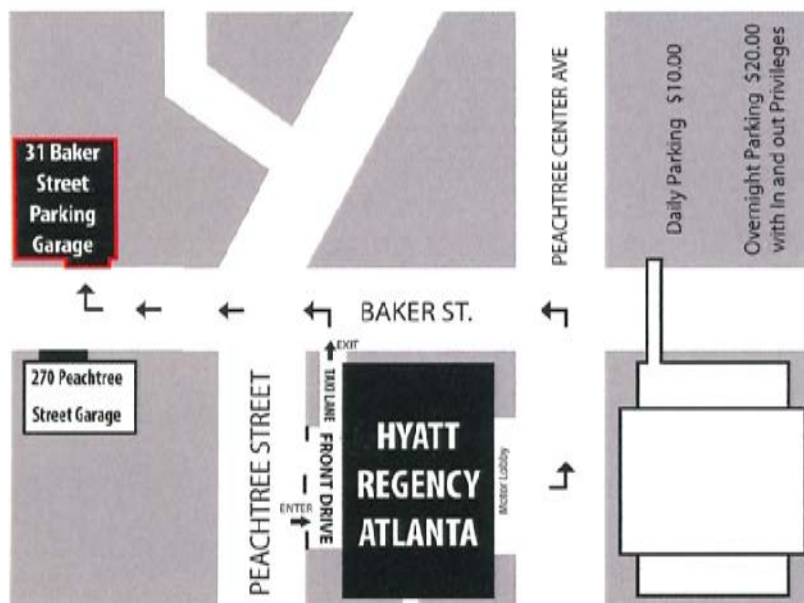 31 Baker
Street
Parking
Garage
PEACHTREE CENTER AVE
Daily Parking $10.00
Overnight Parking $20.00
with In and out Privileges
BAKER ST.
270 Peachtree
Street Garage
PEACHTREE STREET
EXIT
TAXI LANE
FRONT DRIVE
ENTER
HYATT
REGENCY
ATLANTA
Motor Lobby